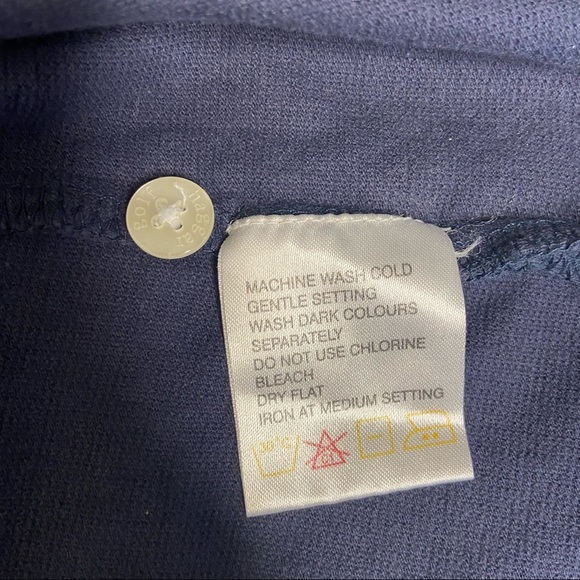 MACHINE WASH COLD
GENTLE SETTING
WASH DARK COLOURS
SEPARATELY
DO NOT USE CHLORINE
BLEACH
DRY FLAT
IRON AT MEDIUM SETTING
30°C
Cl